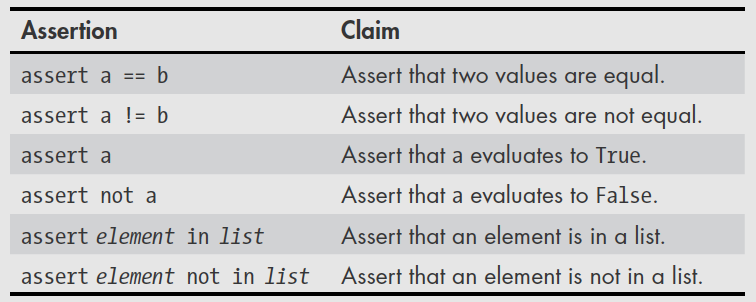 Assertion Claim
assert a == b Assert that two values are equal.
assert a != b Assert that two values are not equal.
assert a Assert that a evaluates to True.
assert not a Assert that a evaluates to False.
assert element in list Assert that an element is in a list.
assert element not in list Assert that an element is not in a list.